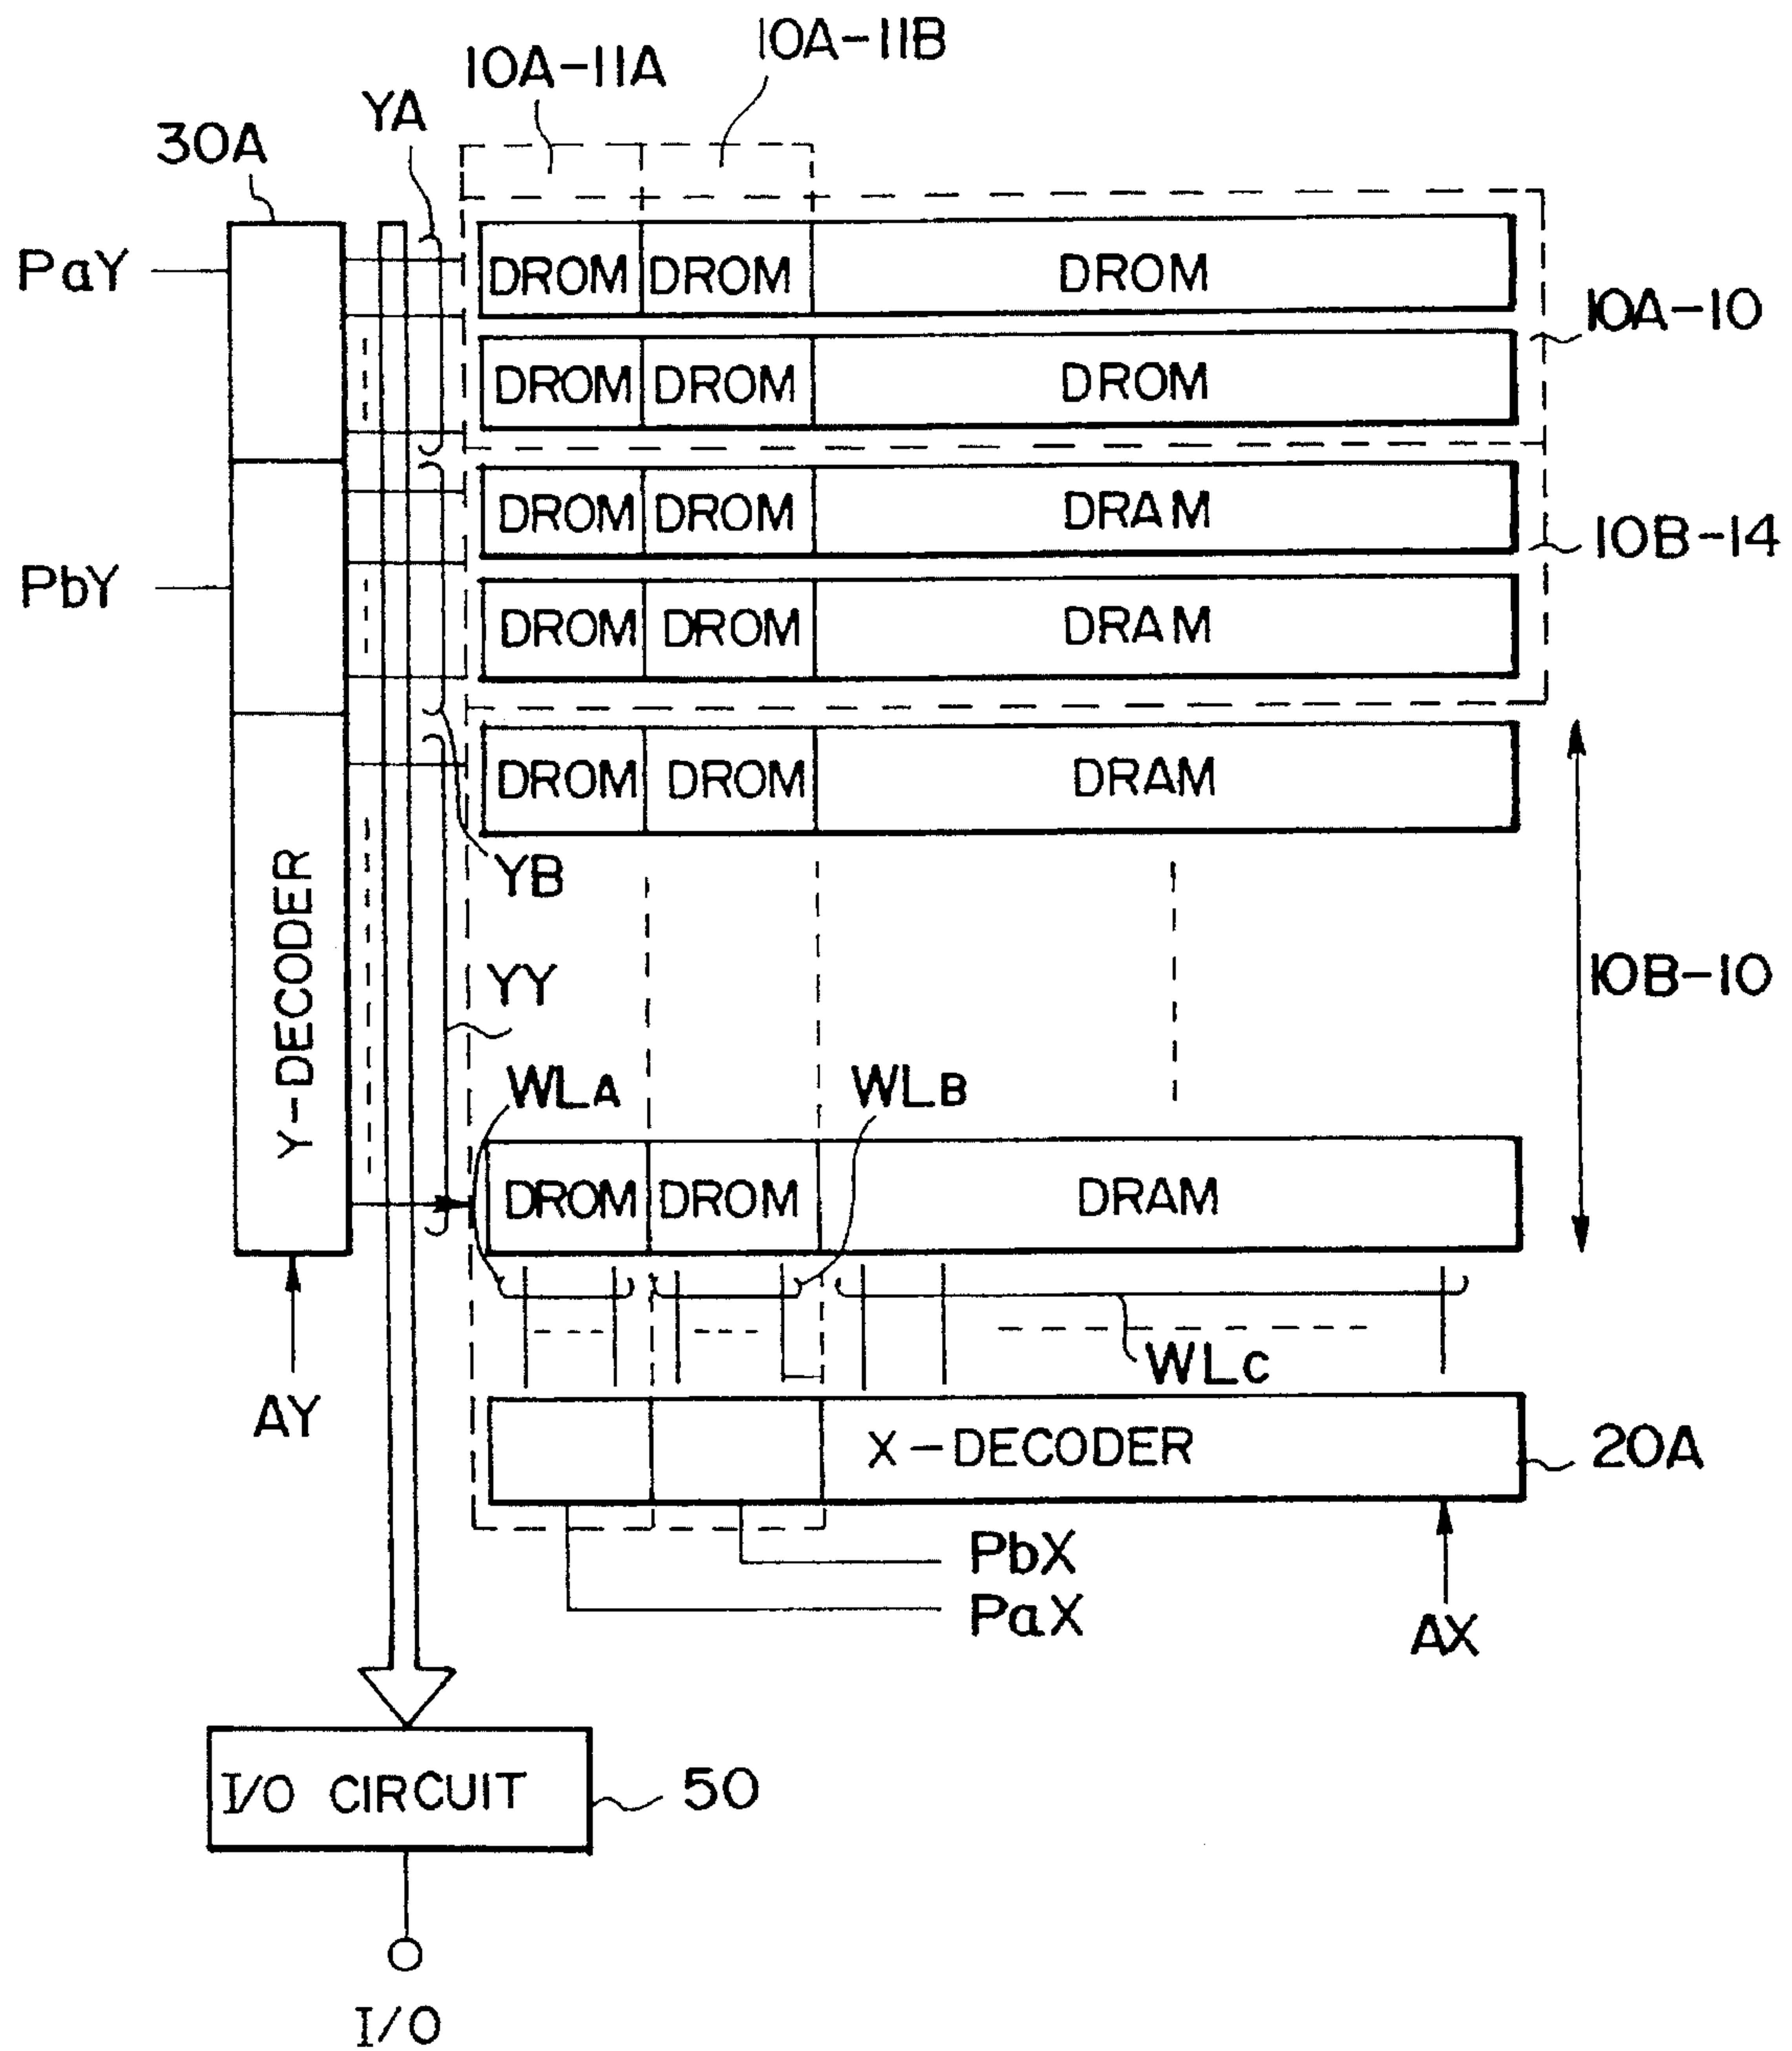 10A-11B
10A-11A
YA
30A
PaY
DROM DROM DROM
10A-10
DROM DROM DROM
DROM DROM DRAM
10B-14
PbY
DROM DROM DRAM
DROM DROM DRAM
YB
Y-DECODER
YY
10B-10
WLA
WLB
DROM DROM DRAM
WLC
AY
X-DECODER
20A
PbX
PaX
AX
I/O CIRCUIT
50
I/O